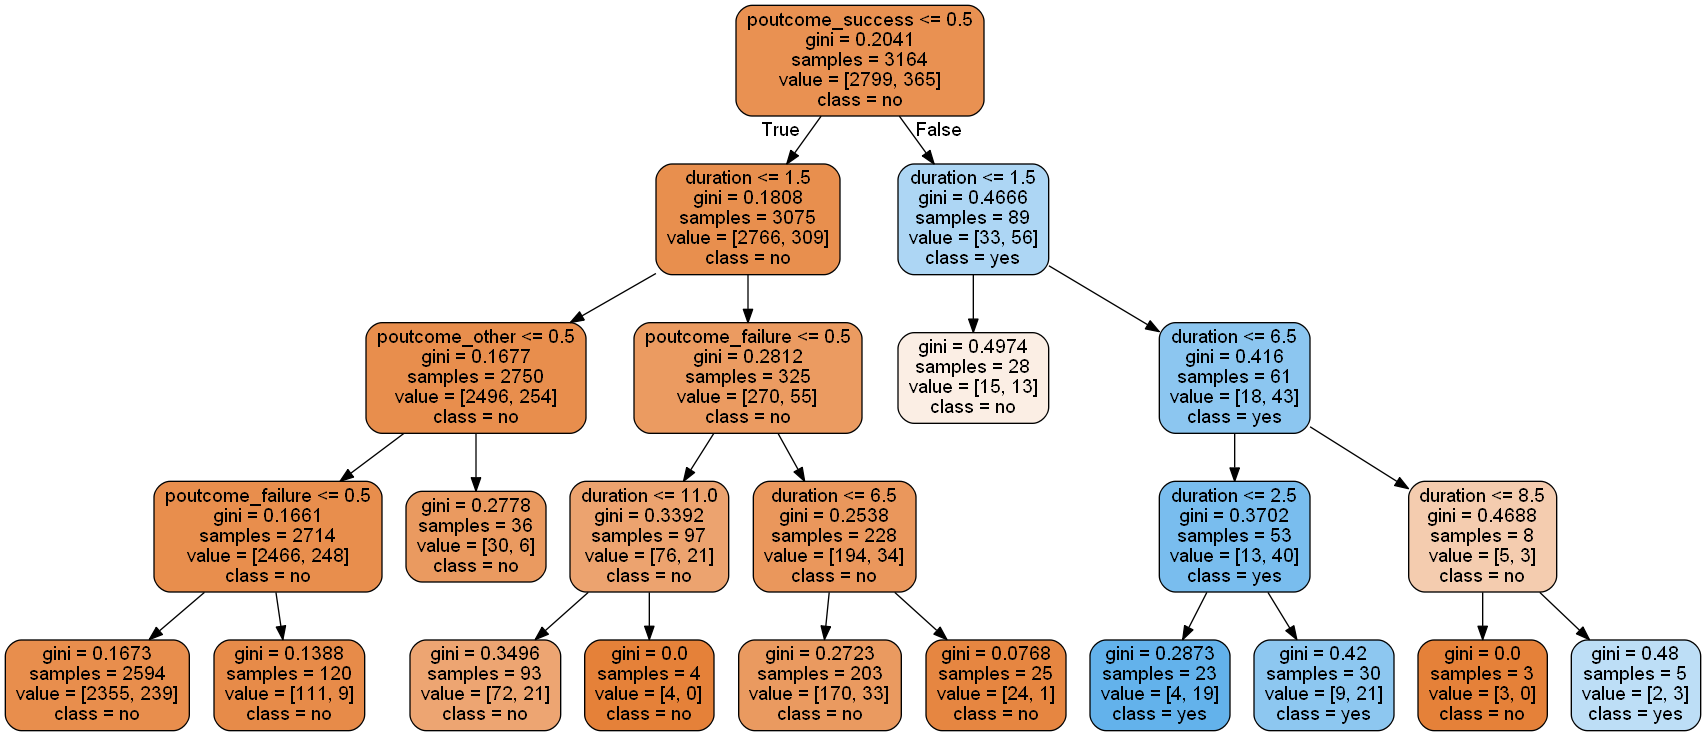 poutcome_success <= 0.5
gini = 0.2041
samples = 3164
value = [2799, 365]
class = no
True
False
duration <= 1.5
gini = 0.1808
samples = 3075
value = [2766, 309]
class = no
duration <= 1.5
gini = 0.4666
samples = 89
value = [33, 56]
class = yes
poutcome_other <= 0.5
gini = 0.1677
samples = 2750
value = [2496, 254]
class = no
poutcome_failure <= 0.5
gini = 0.2812
samples = 325
value = [270, 55]
class = no
gini = 0.4974
samples = 28
value = [15, 13]
class = no
duration <= 6.5
gini = 0.416
samples = 61
value = [18, 43]
class = yes
poutcome_failure <= 0.5
gini = 0.1661
samples = 2714
value = [2466, 248]
class = no
gini = 0.2778
samples = 36
value = [30, 6]
class = no
duration <= 11.0
gini = 0.3392
samples = 97
value = [76, 21]
class = no
duration <= 6.5
gini = 0.2538
samples = 228
value = [194, 34]
class = no
duration <= 2.5
gini = 0.3702
samples = 53
value = [13, 40]
class = yes
duration <= 8.5
gini = 0.4688
samples = 8
value = [5, 3]
class = no
gini = 0.1673
samples = 2594
value = [2355, 239]
class = no
gini = 0.1388
samples = 120
value = [111, 9]
class = no
gini = 0.3496
samples = 93
value = [72, 21]
class = no
gini = 0.0
samples = 4
value = [4, 0]
class = no
gini = 0.2723
samples = 203
value = [170, 33]
class = no
gini = 0.0768
samples = 25
value = [24, 1]
class = no
gini = 0.2873
samples = 23
value = [4, 19]
class = yes
gini = 0.42
samples = 30
value = [9, 21]
class = yes
gini = 0.0
samples = 3
value = [3, 0]
class = no
gini = 0.48
samples = 5
value = [2, 3]
class = yes